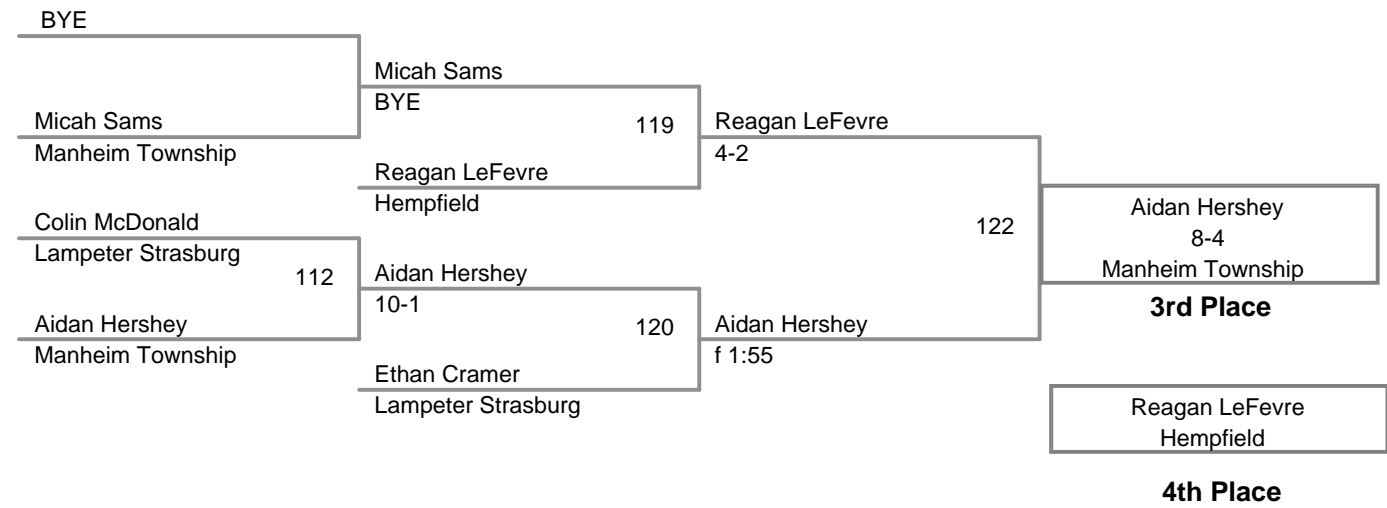 BYE
Micah Sams
Manheim Township
Colin McDonald
Lampeter Strasburg
112
Aidan Hershey
Manheim Township
Micah Sams
BYE
119
Reagan LeFevre
Hempfield
Aidan Hershey
10-1
120
Ethan Cramer
Lampeter Strasburg
Reagan LeFevre
4-2
122
Aidan Hershey
f 1:55
Aidan Hershey
8-4
Manheim Township
3rd Place
Reagan LeFevre
Hempfield
4th Place